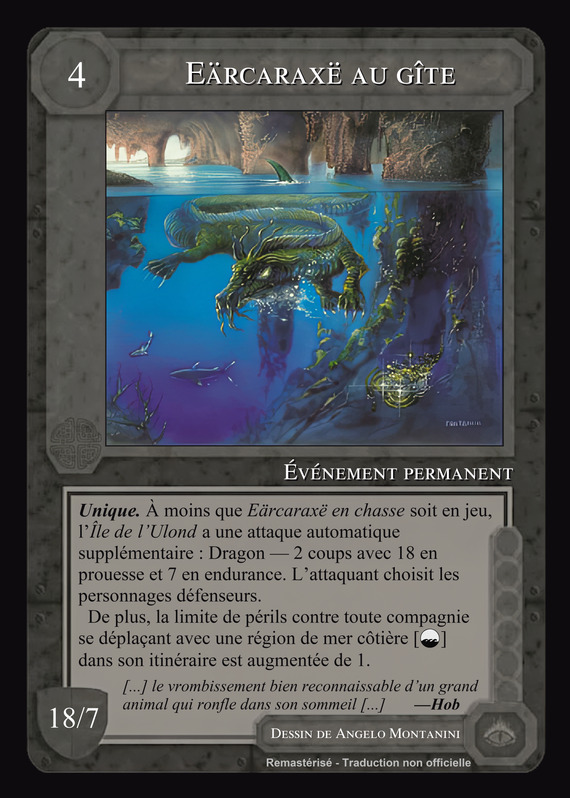 4
Eärcaraxë au gîte
Événement permanent
Unique. À moins que Eärcaraxë en chasse soit en jeu,
l'Île de l'Ulond a une attaque automatique
supplémentaire : Dragon — 2 coups avec 18 en
prouesse et 7 en endurance. L'attaquant choisit les
personnages défenseurs.
De plus, la limite de périls contre toute compagnie
se déplaçant avec une région de mer côtière [ ]
dans son itinéraire est augmentée de 1.
[...] le vrombissement bien reconnaissable d'un grand
animal qui ronfle dans son sommeil [...] —Hob
18/7
Dessin de Angelo Montanini
Remastérisé - Traduction non officielle